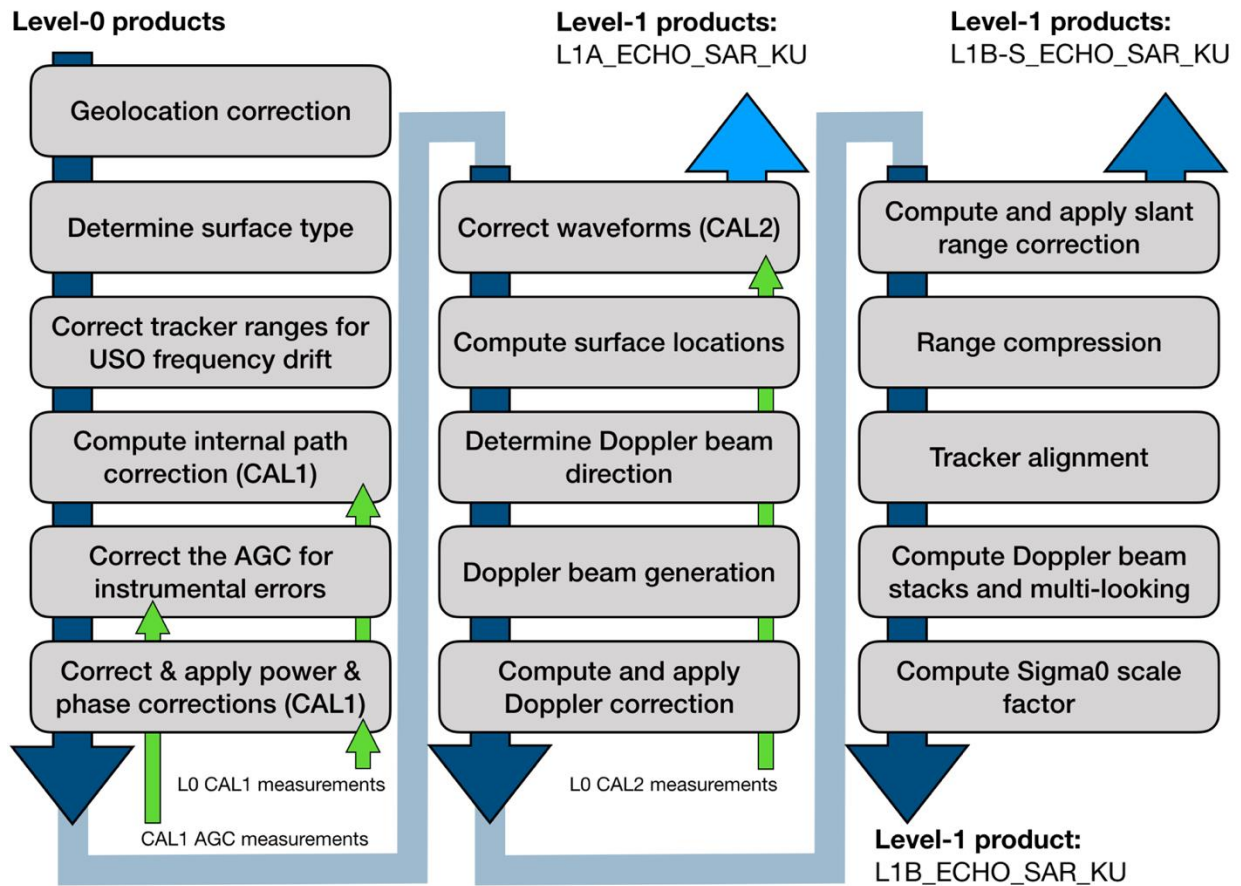 Level-0 products
Geolocation correction
Determine surface type
Correct tracker ranges for
USO frequency drift
Compute internal path
correction (CAL1)
Correct the AGC for
instrumental errors
Correct & apply power &
phase corrections (CAL1)
L0 CAL1 measurements
CAL1 AGC measurements
Level-1 products:
L1A_ECHO_SAR_KU
Correct waveforms (CAL2)
Compute surface locations
Determine Doppler beam
direction
Doppler beam generation
Compute and apply
Doppler correction
L0 CAL2 measurements
Level-1 products:
L1B-S_ECHO_SAR_KU
Compute and apply slant
range correction
Range compression
Tracker alignment
Compute Doppler beam
stacks and multi-looking
Compute Sigma0 scale
factor
Level-1 product:
L1B_ECHO_SAR_KU